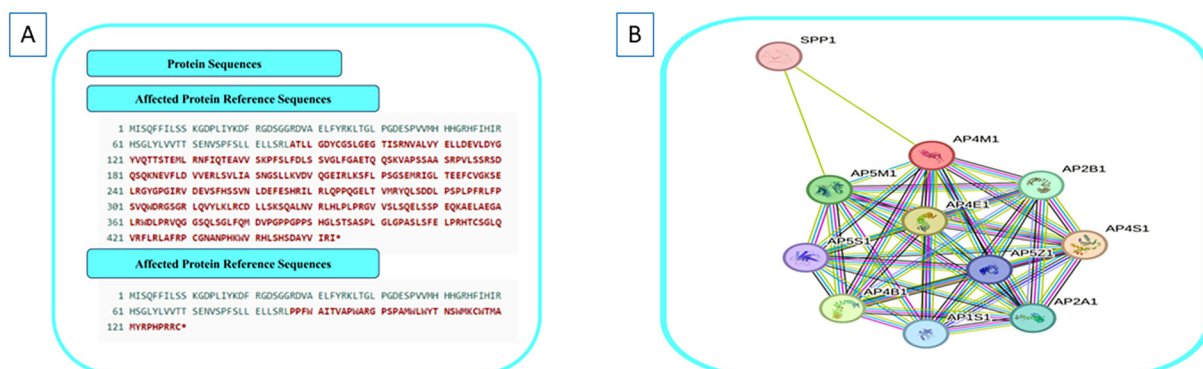 A
Protein Sequences
Affected Protein Reference Sequences
1 MISQFFILSS KGDPLIYKDF RGDSGGRDVA ELFYRKLTGL PGDESPVVMH HHGRHFIHIR
61 HSGLYLVVTT SENVSPFSLL ELLSRLATLL GDYCGSLGEG TISRNVALVY ELLDEVLDYG
121 YVQTTSTEML RNFIQTEAVV SKPFSLFDLS SVGLFGAETQ QSKVAPSSAA SRPVLSSRSD
181 QSQKNEVFLD VVERLSVLIA SNGSLLKVDV QGEIRLKSFL PSGSEMRIGL TEEFCVGKSE
241 LRGYGPGIRV DEVSFHSSVN LDEFESHRIL RLQPPQGELT VMRYQLSDDL PSPLPFRLFP
301 SVQWDRGSGR LQVYLKLRCD LLSKSQALNV RLHLPLPRGV VSLSQELSSP EQKAELAEGA
361 LRWDLPRVQG GSQLSGLFQM DVPGPPGPPS HGLSTSASPL GLGPASLSFE LPRHTCSGLQ
421 VRFLRLAFRP CGNANPHKWV RHLSHSDAYV IRI*
Affected Protein Reference Sequences
1 MISQFFILSS KGDPLIYKDF RGDSGGRDVA ELFYRKLTGL PGDESPVVMH HHGRHFIHIR
61 HSGLYLVVTT SENVSPFSLL ELLSRLPPFW AITVAPWARG PSPAMWLWYT NSWMKCWTMA
121 MYRPHPRRC*
B
SPP1
AP4M1
AP5M1
AP2B1
AP4E1
AP4S1
AP5S1
AP5Z1
AP4B1
AP2A1
AP1S1